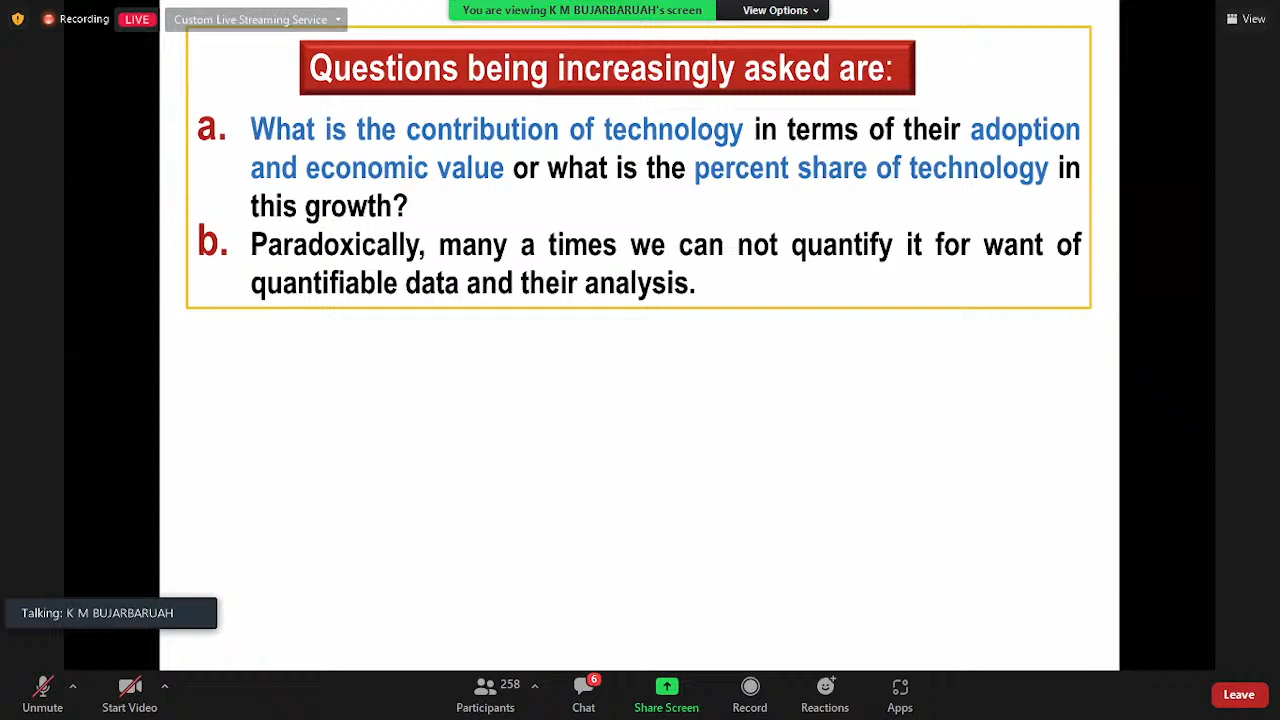 Recording
LIVE
Custom Live Streaming Service
You are viewing K M BUJARBARUAH's screen
View Options
View
Questions being increasingly asked are:
a. What is the contribution of technology in terms of their adoption
and economic value or what is the percent share of technology in
this growth?
b. Paradoxically, many a times we can not quantify it for want of
quantifiable data and their analysis.
Talking: K M BUJARBARUAH
Unmute
Start Video
258
Participants
6
Chat
Share Screen
Record
Reactions
Apps
Leave